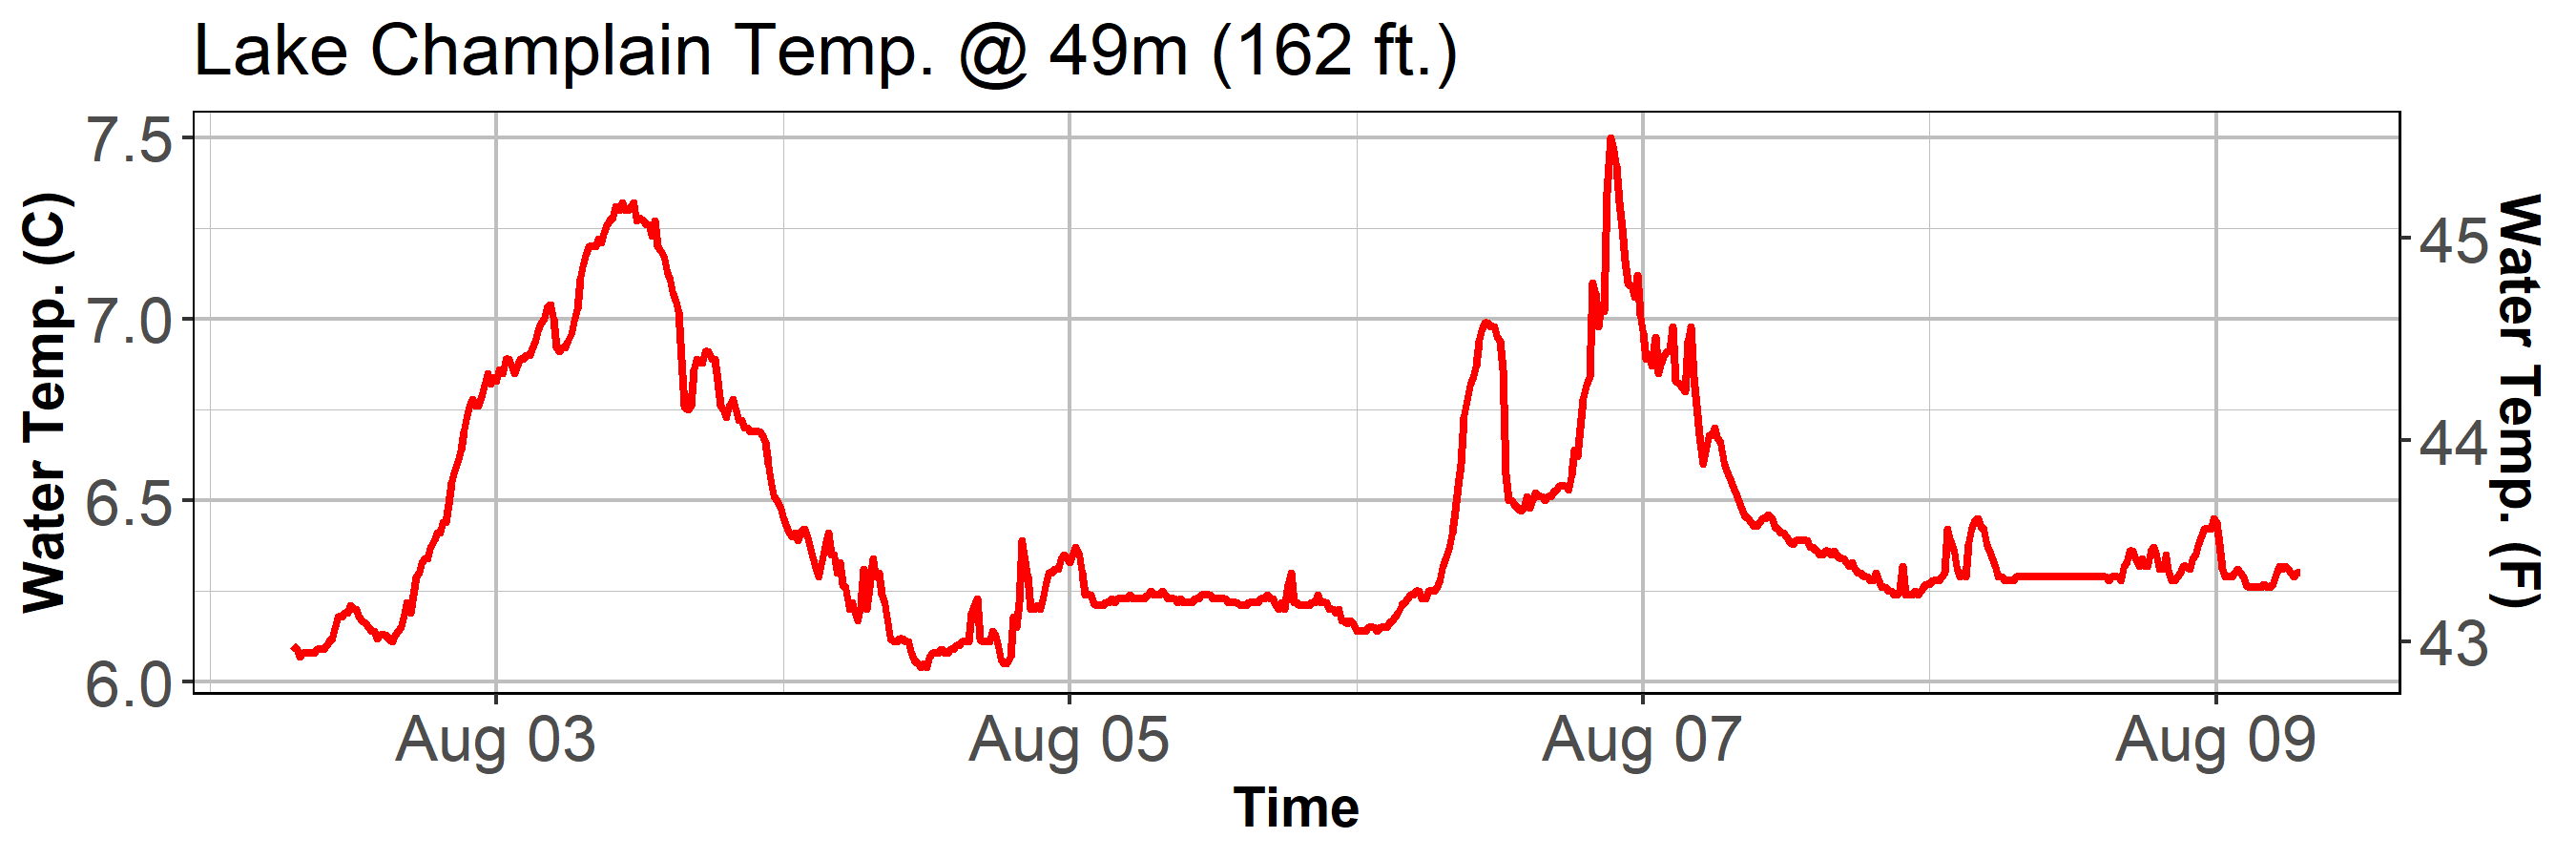 Lake Champlain Temp. @ 49m (162 ft.)
Water Temp. (C)
7.5
7.0
6.5
6.0
45
44
43
Water Temp. (F)
Aug 03 Aug 05 Aug 07 Aug 09
Time